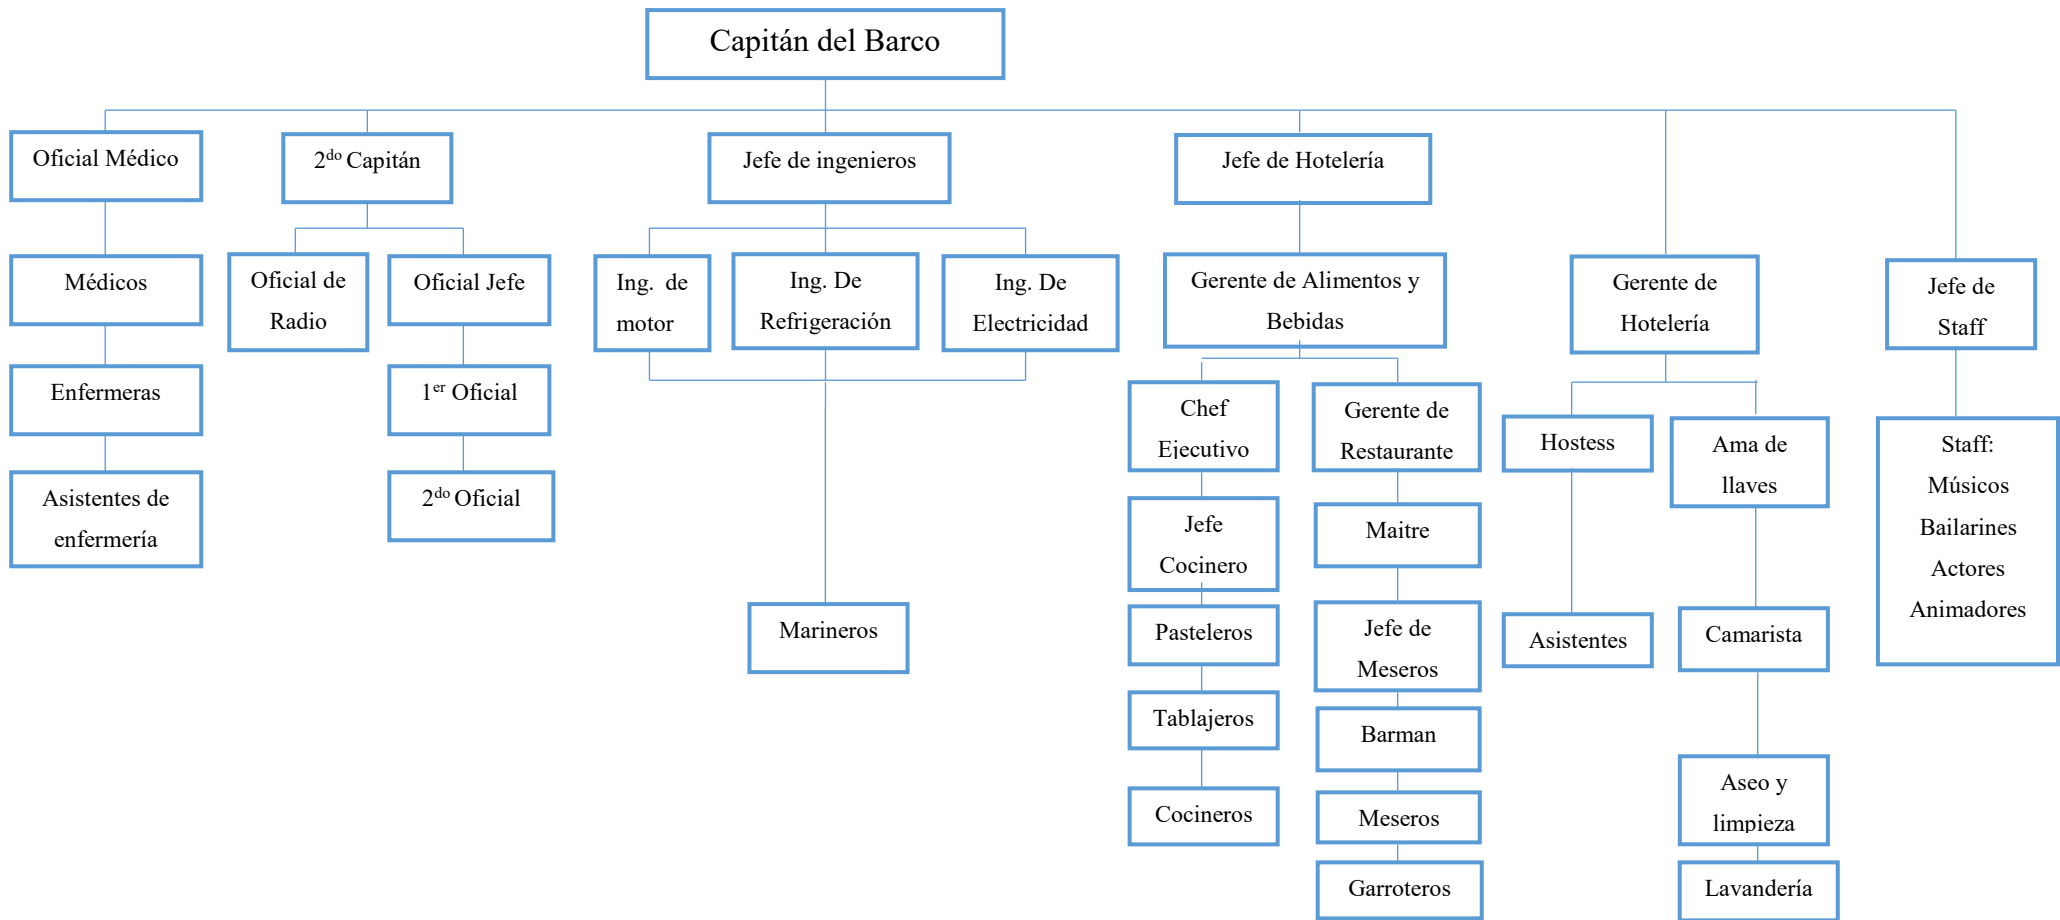 Capitán del Barco
Oficial Médico
2do Capitán
Jefe de ingenieros
Jefe de Hotelería
Médicos
Oficial de
Radio
Oficial Jefe
Ing. de
motor
Ing. De
Refrigeración
Ing. De
Electricidad
Gerente de Alimentos y
Bebidas
Gerente de
Hotelería
Jefe de
Staff
Enfermeras
1er Oficial
Chef
Ejecutivo
Gerente de
Restaurante
Hostess
Ama de
llaves
Staff:
Músicos
Bailarines
Actores
Animadores
Asistentes de
enfermería
2do Oficial
Jefe
Cocinero
Maitre
Marineros
Pasteleros
Jefe de
Meseros
Asistentes
Camarista
Tablajeros
Barman
Aseo y
limpieza
Cocineros
Meseros
Garroteros
Lavandería